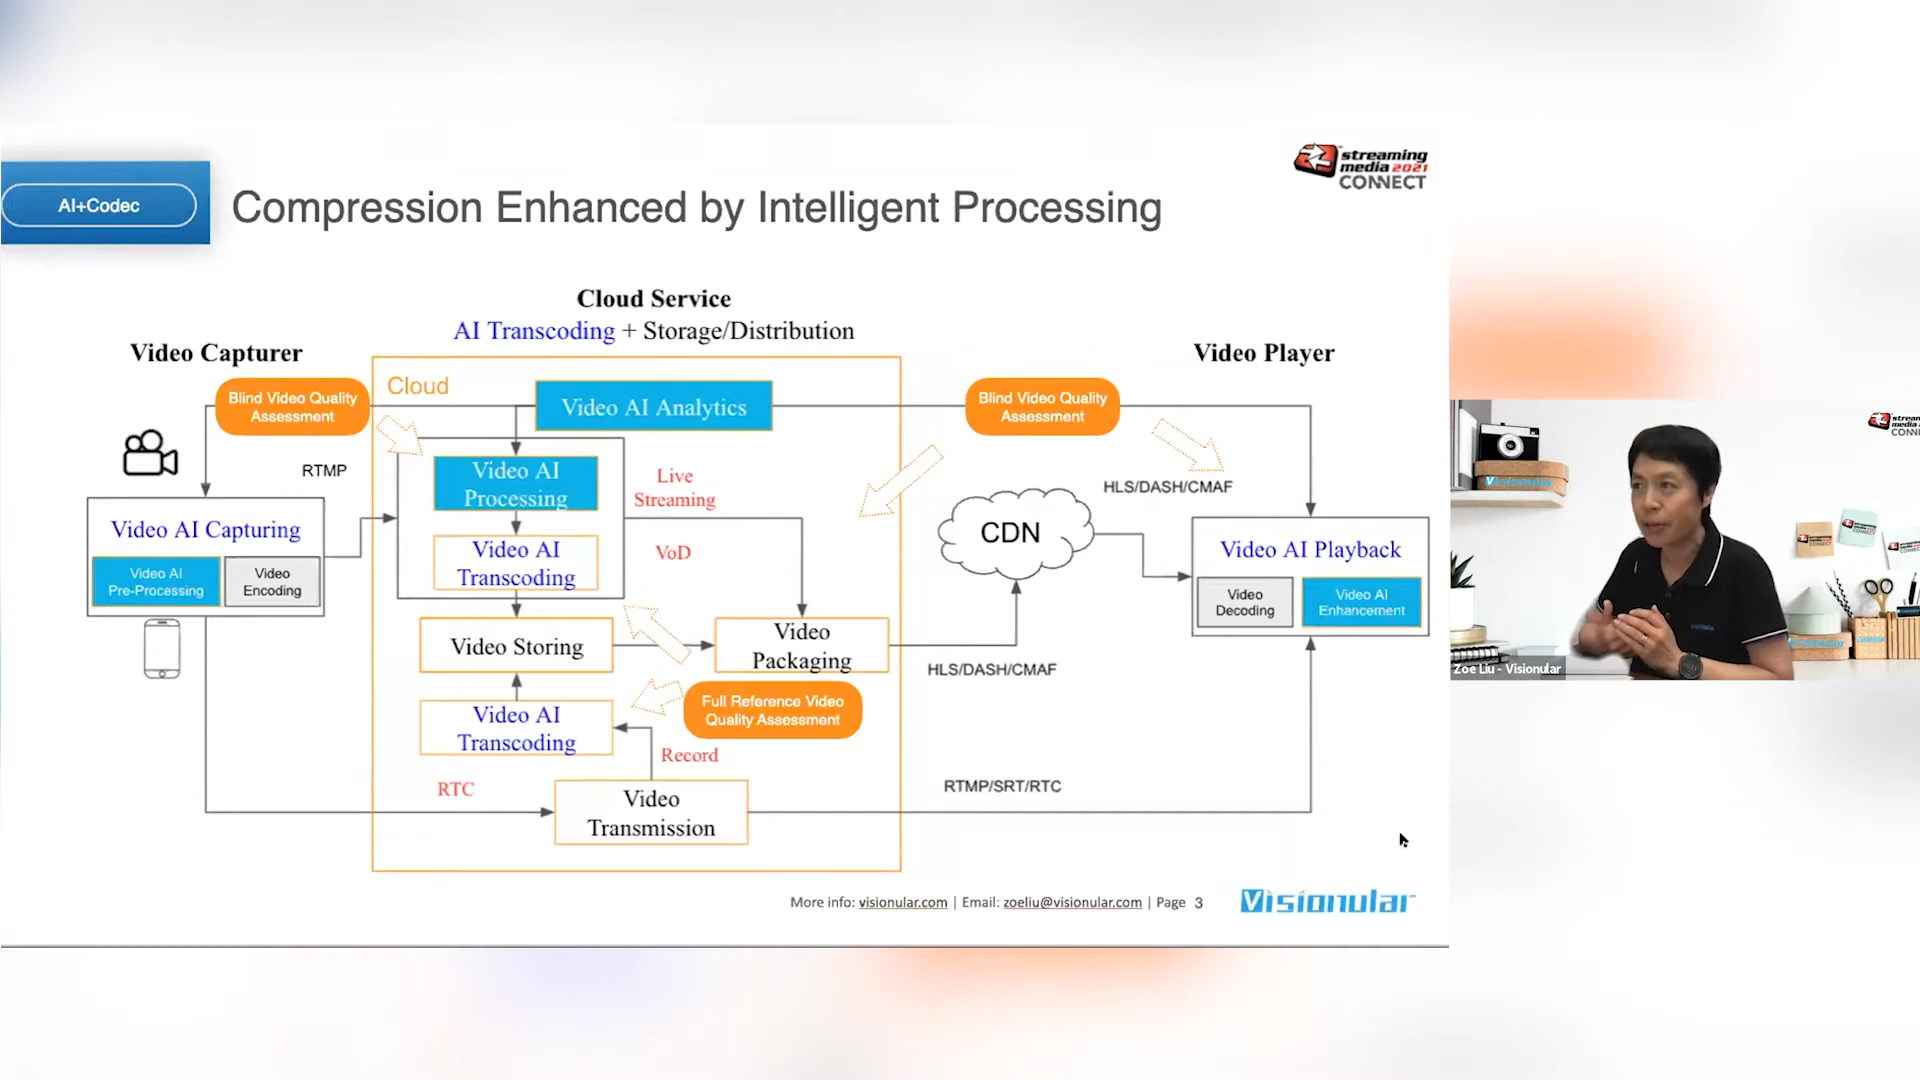 streaming
media 2021
CONNECT
AI+Codec
Compression Enhanced by Intelligent Processing
Cloud Service
AI Transcoding + Storage/Distribution
Video Capturer
Video Player
Blind Video Quality
Assessment
Cloud
Video AI Analytics
Blind Video Quality
Assessment
RTMP
Video AI
Processing
Live
Streaming
HLS/DASH/CMAF
Video AI Capturing
Video AI
Pre-Processing
Video
Encoding
Video AI
Transcoding
VoD
CDN
Video AI Playback
Video
Decoding
Video AI
Enhancement
Video Storing
Video
Packaging
HLS/DASH/CMAF
Video AI
Transcoding
Full Reference Video
Quality Assessment
Record
RTC
Video
Transmission
RTMP/SRT/RTC
More info: visionular.com | Email: zoeliu@visionular.com | Page 3
Visionular
Visionular
Zoe Liu - Visionular